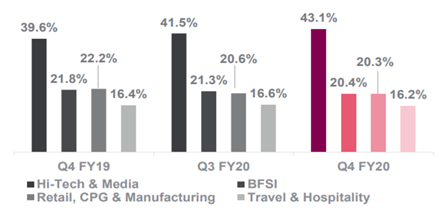 43.1%
41.5%
39.6%
22.2%
20.6%
20.3%
21.8%
21.3%
20.4%
16.4%
16.6%
16.2%
Q4 FY19
Q3 FY20
Q4 FY20
Hi-Tech & Media
BFSI
Retail, CPG & Manufacturing
Travel & Hospitality